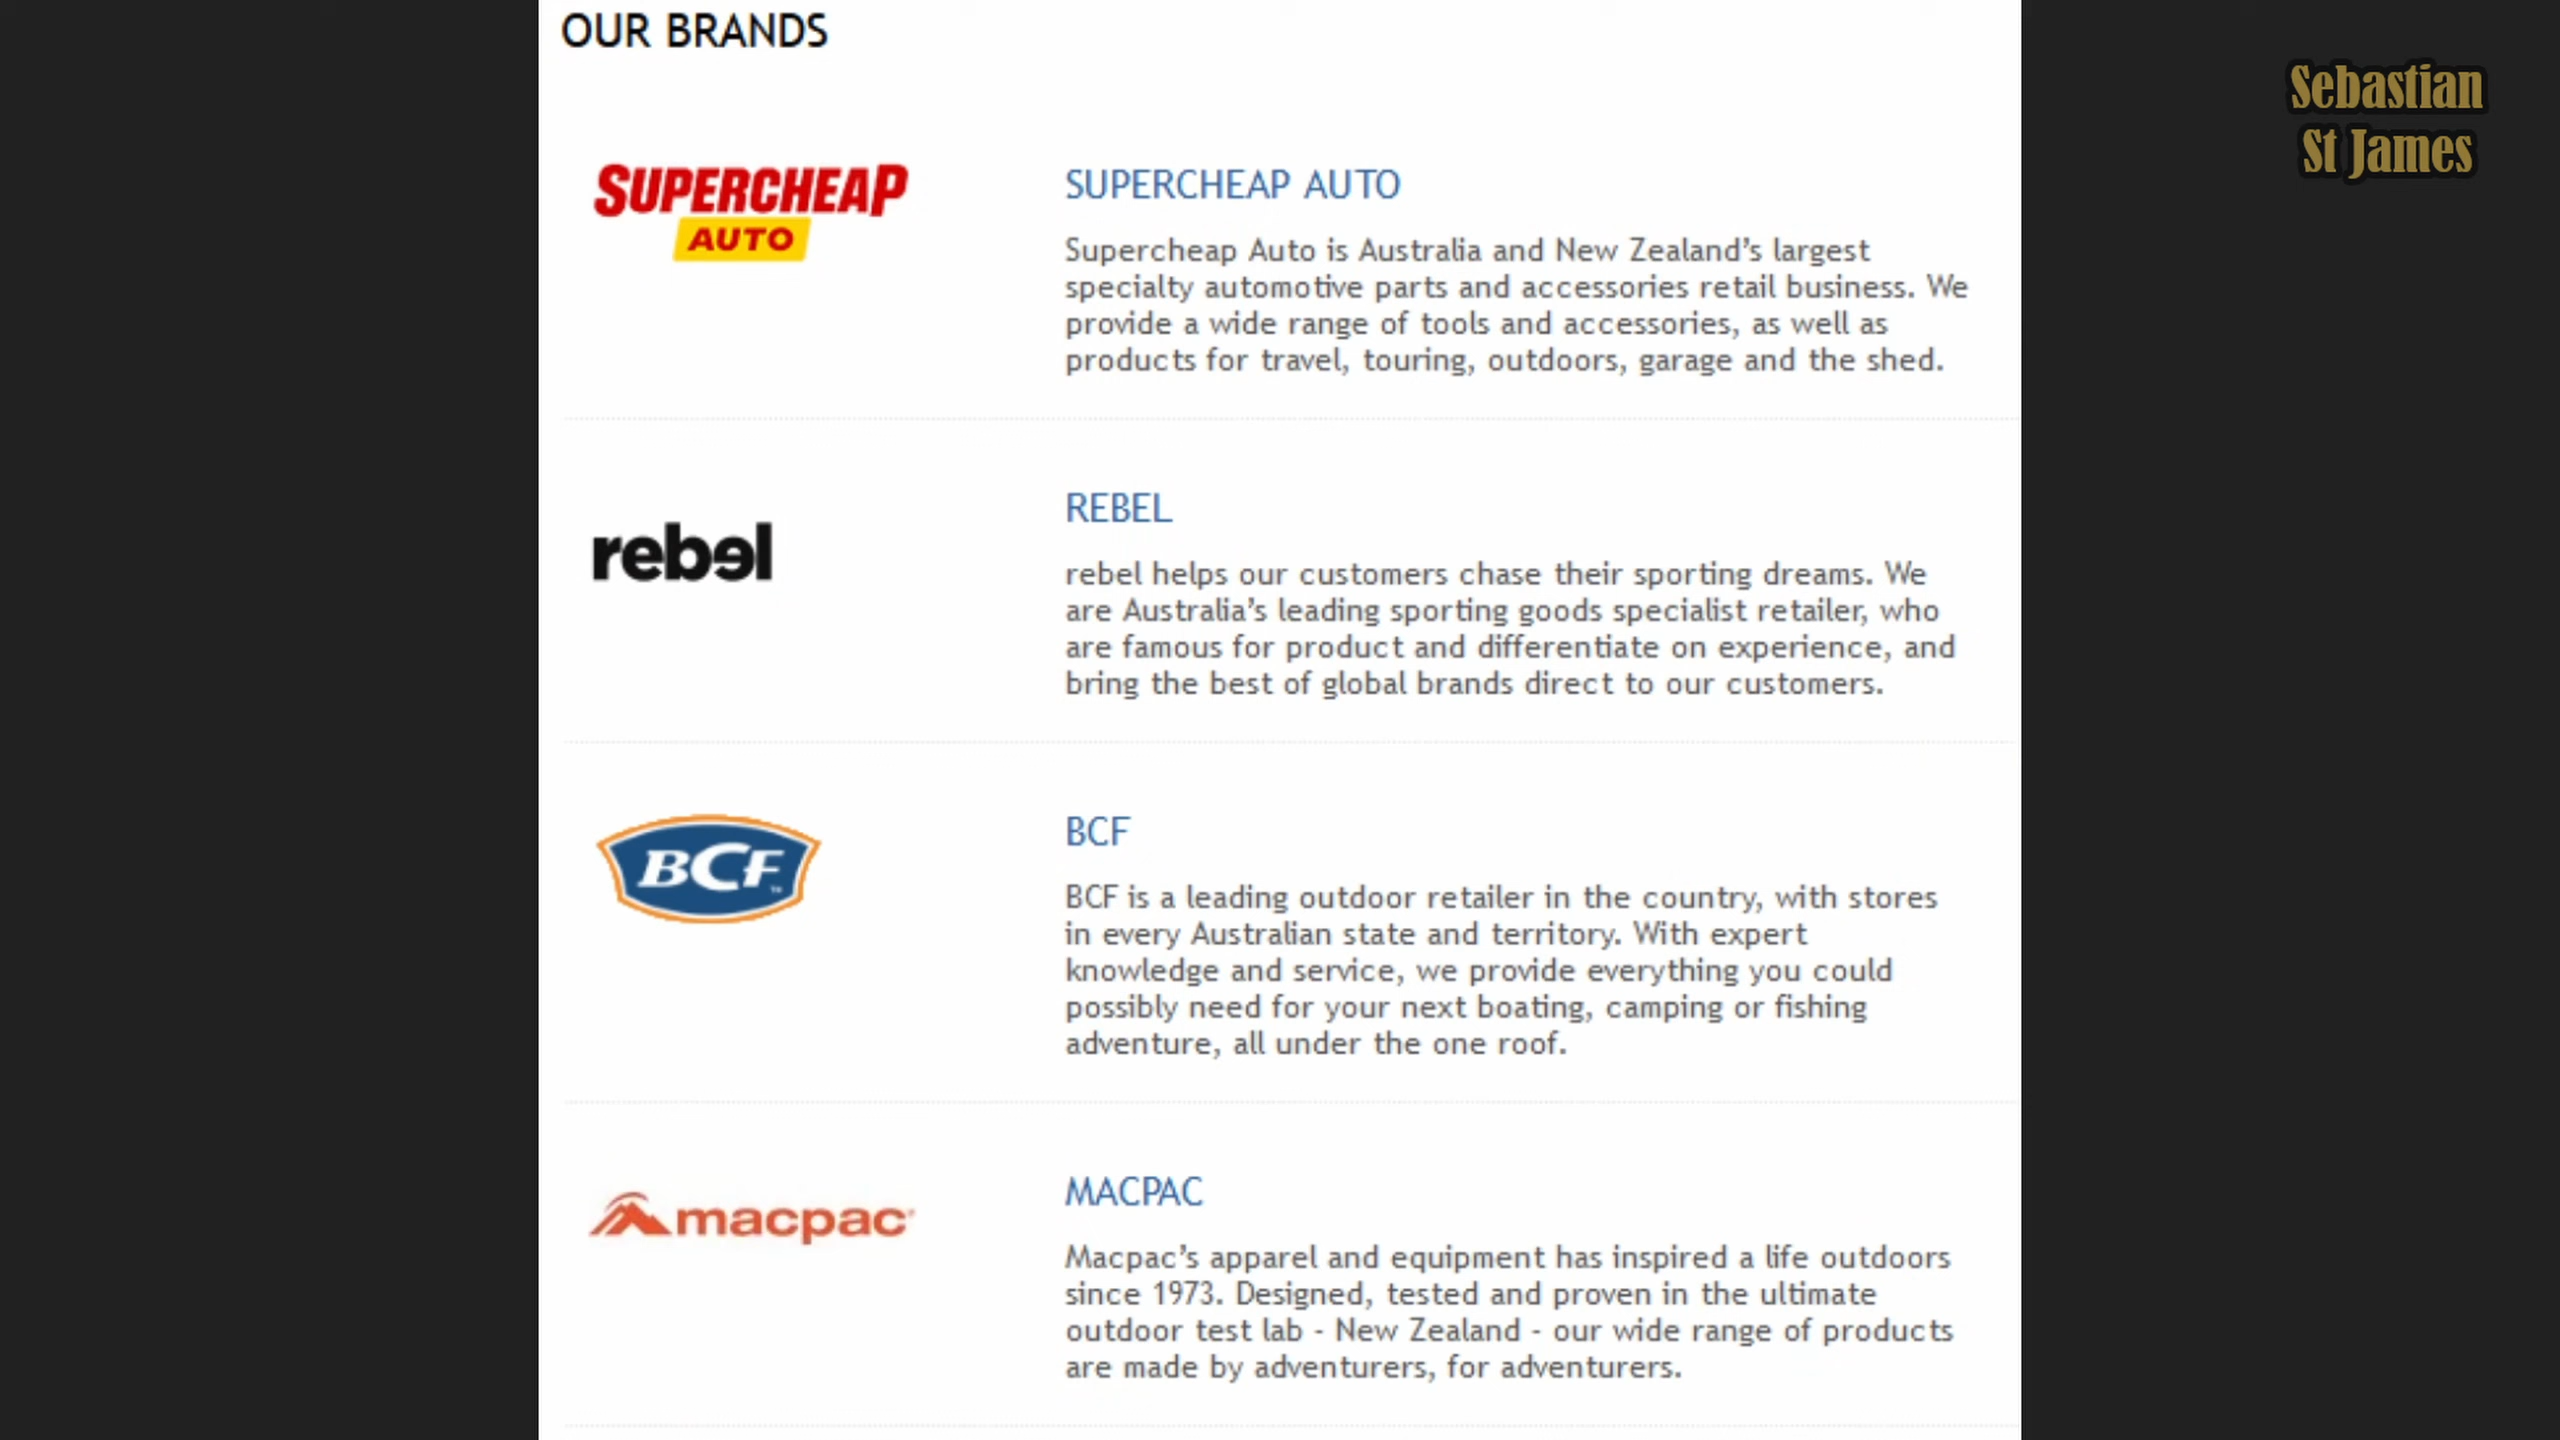 OUR BRANDS
Sebastian
St James
SUPERCHEAP
AUTO
SUPERCHEAP AUTO
Supercheap Auto is Australia and New Zealand’s largest
specialty automotive parts and accessories retail business. We
provide a wide range of tools and accessories, as well as
products for travel, touring, outdoors, garage and the shed.
rebel
REBEL
rebel helps our customers chase their sporting dreams. We
are Australia’s leading sporting goods specialist retailer, who
are famous for product and differentiate on experience, and
bring the best of global brands direct to our customers.
BCF
BCF
BCF is a leading outdoor retailer in the country, with stores
in every Australian state and territory. With expert
knowledge and service, we provide everything you could
possibly need for your next boating, camping or fishing
adventure, all under the one roof.
macpac
MACPAC
Macpac’s apparel and equipment has inspired a life outdoors
since 1973. Designed, tested and proven in the ultimate
outdoor test lab - New Zealand - our wide range of products
are made by adventurers, for adventurers.